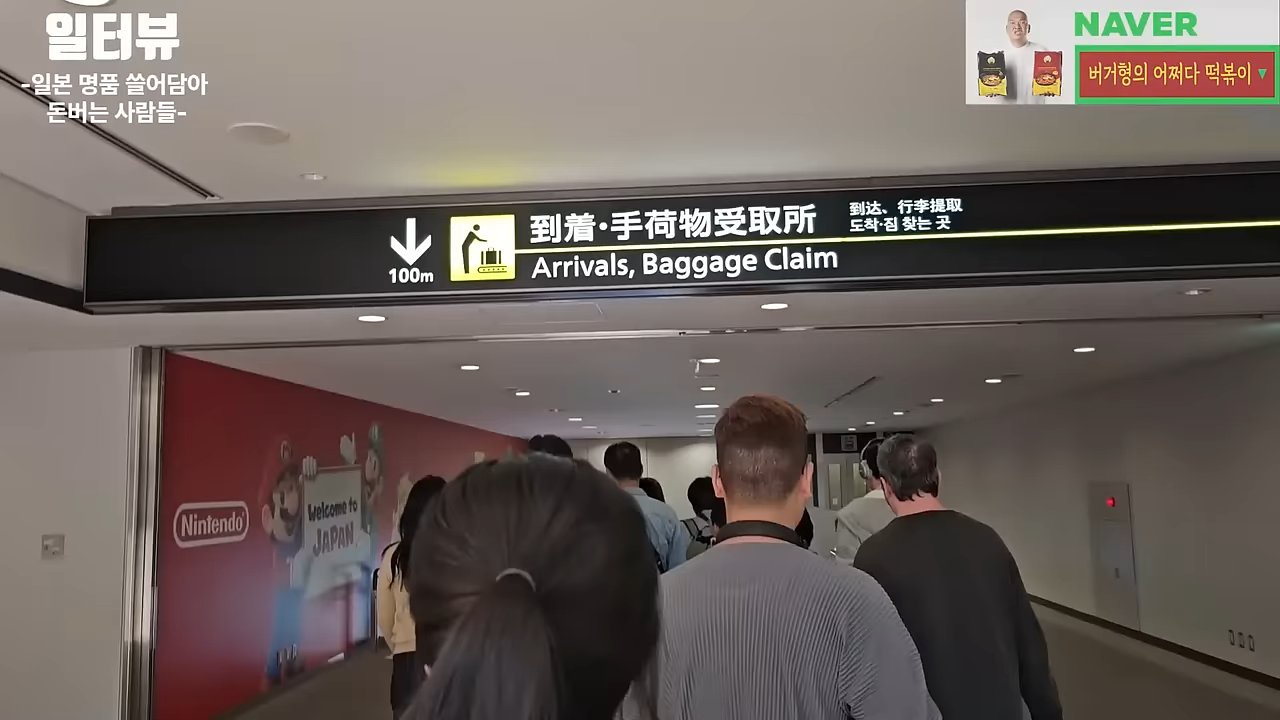 일터뷰
-일본 명품 쓸어담아
돈버는 사람들-
NAVER
버거형의 어쩌다 떡볶이▼
100m
到着・手荷物受取所
Arrivals, Baggage Claim
到达、行李提取
도착·짐 찾는 곳
Nintendo
Welcome to
JAPAN